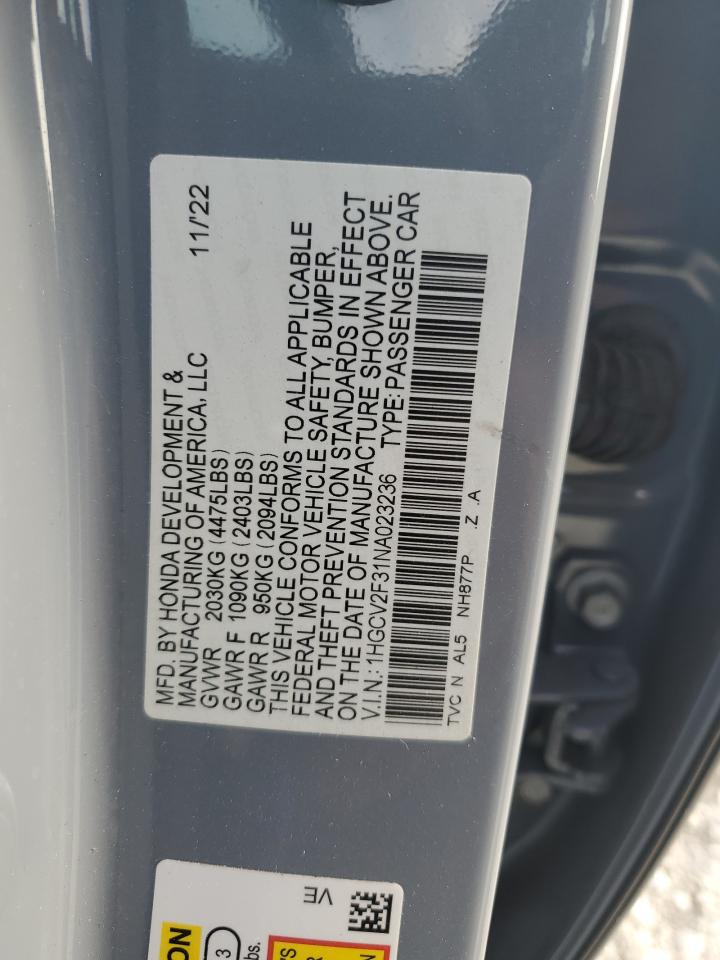 MFD. BY HONDA DEVELOPMENT &
MANUFACTURING OF AMERICA, LLC 11/'22
GVWR 2030KG (4475LBS)
GAWR F 1090KG (2403LBS)
GAWR R 950KG (2094LBS)
THIS VEHICLE CONFORMS TO ALL APPLICABLE
FEDERAL MOTOR VEHICLE SAFETY, BUMPER,
AND THEFT PREVENTION STANDARDS IN EFFECT
ON THE DATE OF MANUFACTURE SHOWN ABOVE.
V.I.N.: 1HGCV2F31NA023236 TYPE: PASSENGER CAR
TVC N AL5 NH877P .Z .A
VE
3
lbs.